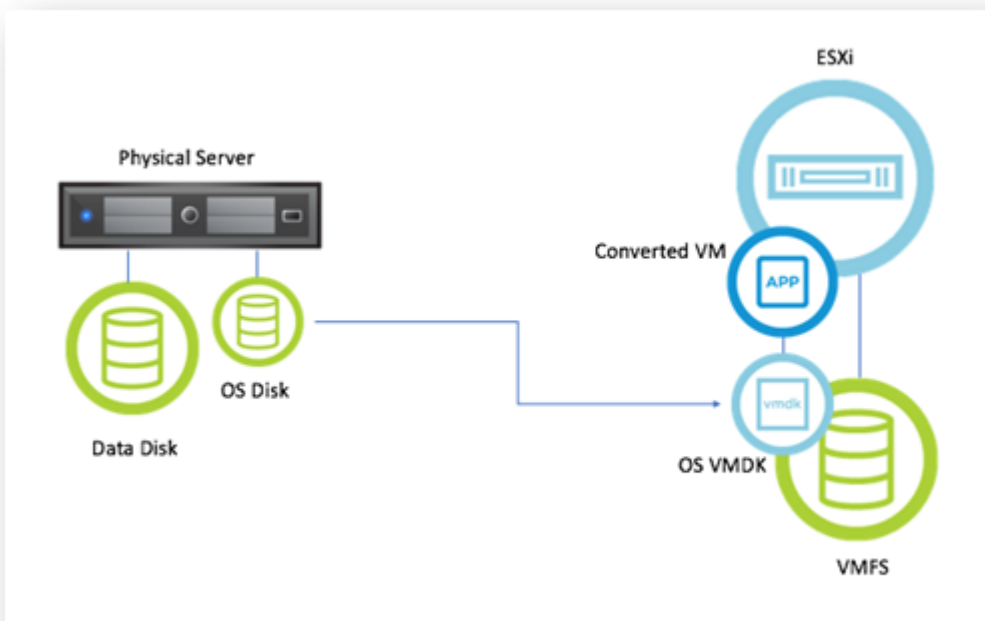 ESXi
Physical Server
Converted VM
APP
OS Disk
vmdk
Data Disk
OS VMDK
VMFS